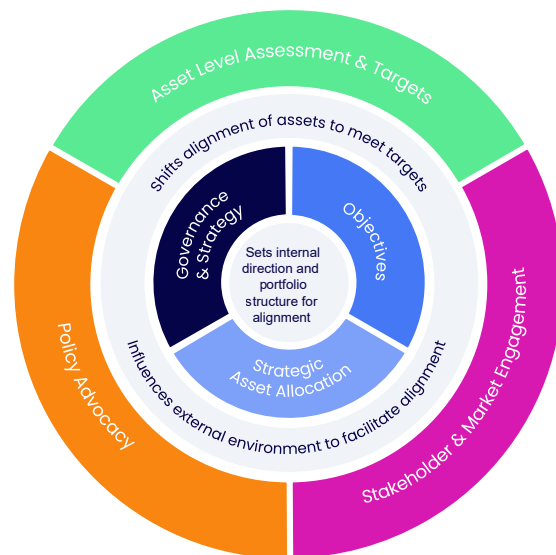 Asset Level Assessment & Targets
Shifts alignment of assets to meet targets
Governance
& Strategy
Objectives
Sets internal
direction and
portfolio
structure for
alignment
Strategic
Asset Allocation
Influences external environment to facilitate alignment
Policy Advocacy
Stakeholder & Market Engagement